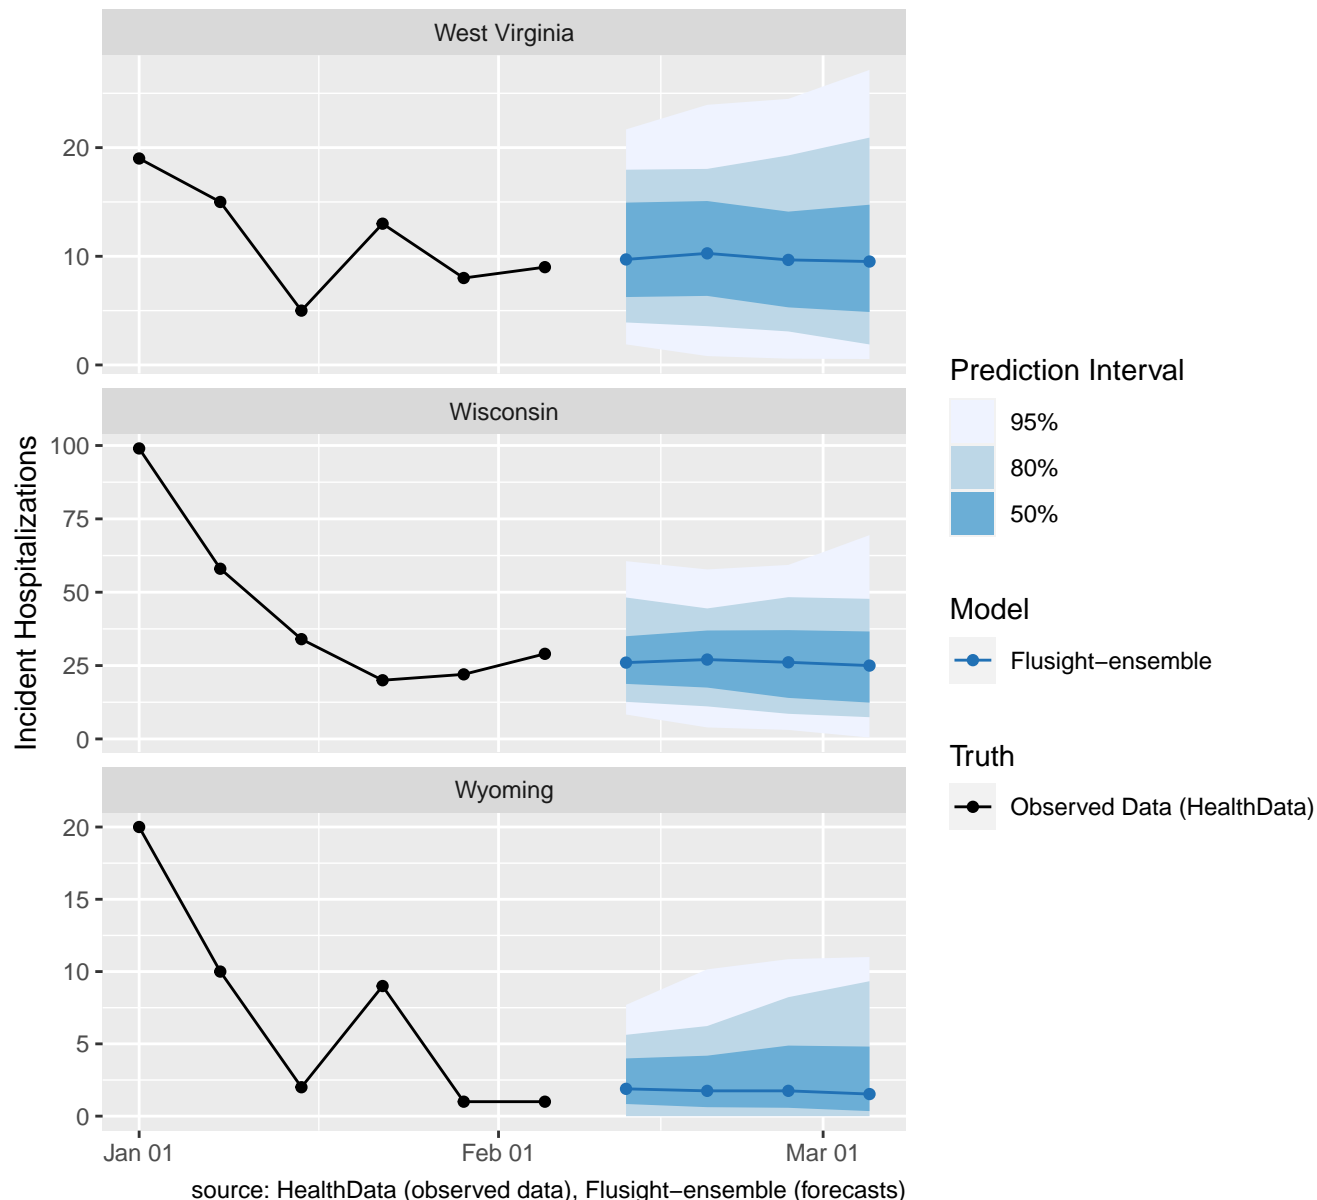 West Virginia
20
10
0
Wisconsin
100
75
50
25
0
Wyoming
20
15
10
5
0
Jan 01
Feb 01
Mar 01
Incident Hospitalizations
source: HealthData (observed data), Flusight−ensemble (forecasts)
Prediction Interval
95%
80%
50%
Model
Flusight−ensemble
Truth
Observed Data (HealthData)